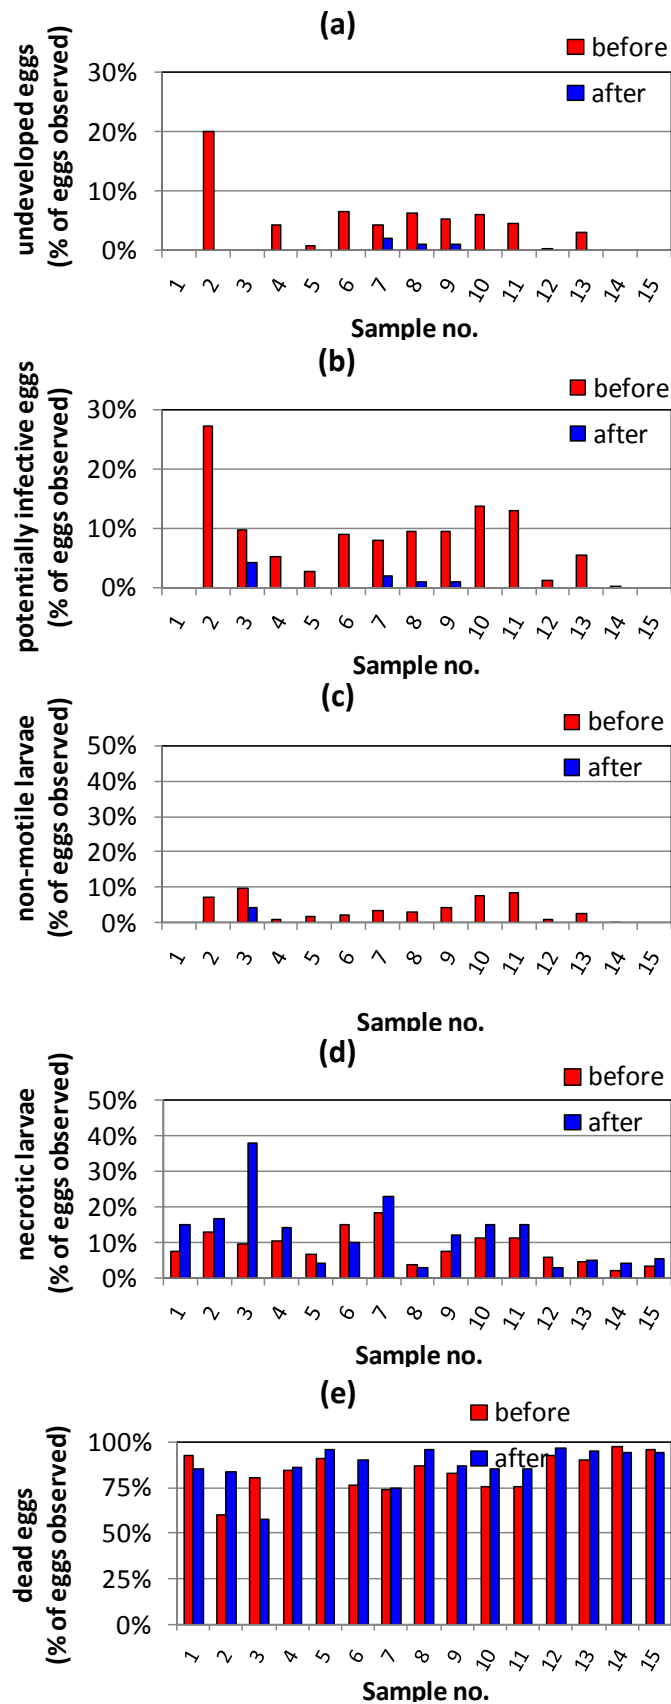 (a)
undeveloped eggs
(% of eggs observed)
before
after
30%
20%
10%
0%
1 2 3 4 5 6 7 8 9 10 11 12 13 14 15
Sample no.
(b)
potentially infective eggs
(% of eggs observed)
before
after
30%
20%
10%
0%
1 2 3 4 5 6 7 8 9 10 11 12 13 14 15
Sample no.
(c)
non-motile larvae
(% of eggs observed)
before
after
50%
40%
30%
20%
10%
0%
1 2 3 4 5 6 7 8 9 10 11 12 13 14 15
Sample no.
(d)
necrotic larvae
(% of eggs observed)
before
after
50%
40%
30%
20%
10%
0%
1 2 3 4 5 6 7 8 9 10 11 12 13 14 15
Sample no.
(e)
dead eggs
(% of eggs observed)
before
after
100%
75%
50%
25%
0%
1 2 3 4 5 6 7 8 9 10 11 12 13 14 15
Sample no.